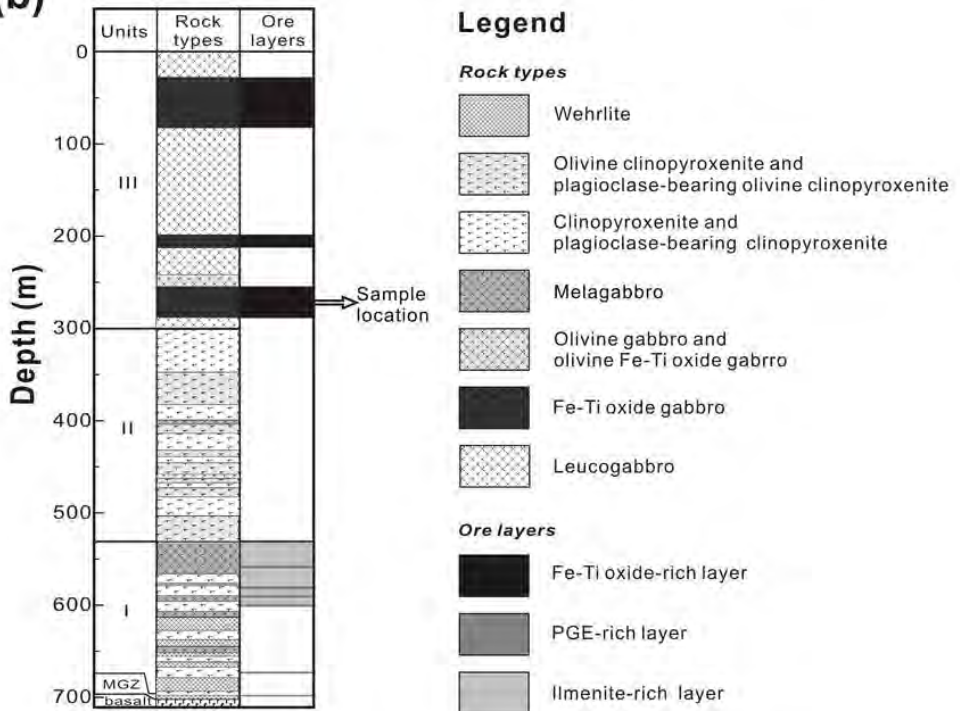 (b)
Units
Rock
types
Ore
layers
0
100
200
300
400
500
600
700
Depth (m)
III
II
I
MGZ
basalt
Sample
location
Legend
Rock types
Wehrlite
Olivine clinopyroxenite and
plagioclase-bearing olivine clinopyroxenite
Clinopyroxenite and
plagioclase-bearing clinopyroxenite
Melagabbro
Olivine gabbro and
olivine Fe-Ti oxide gabrro
Fe-Ti oxide gabbro
Leucogabbro
Ore layers
Fe-Ti oxide-rich layer
PGE-rich layer
Ilmenite-rich layer